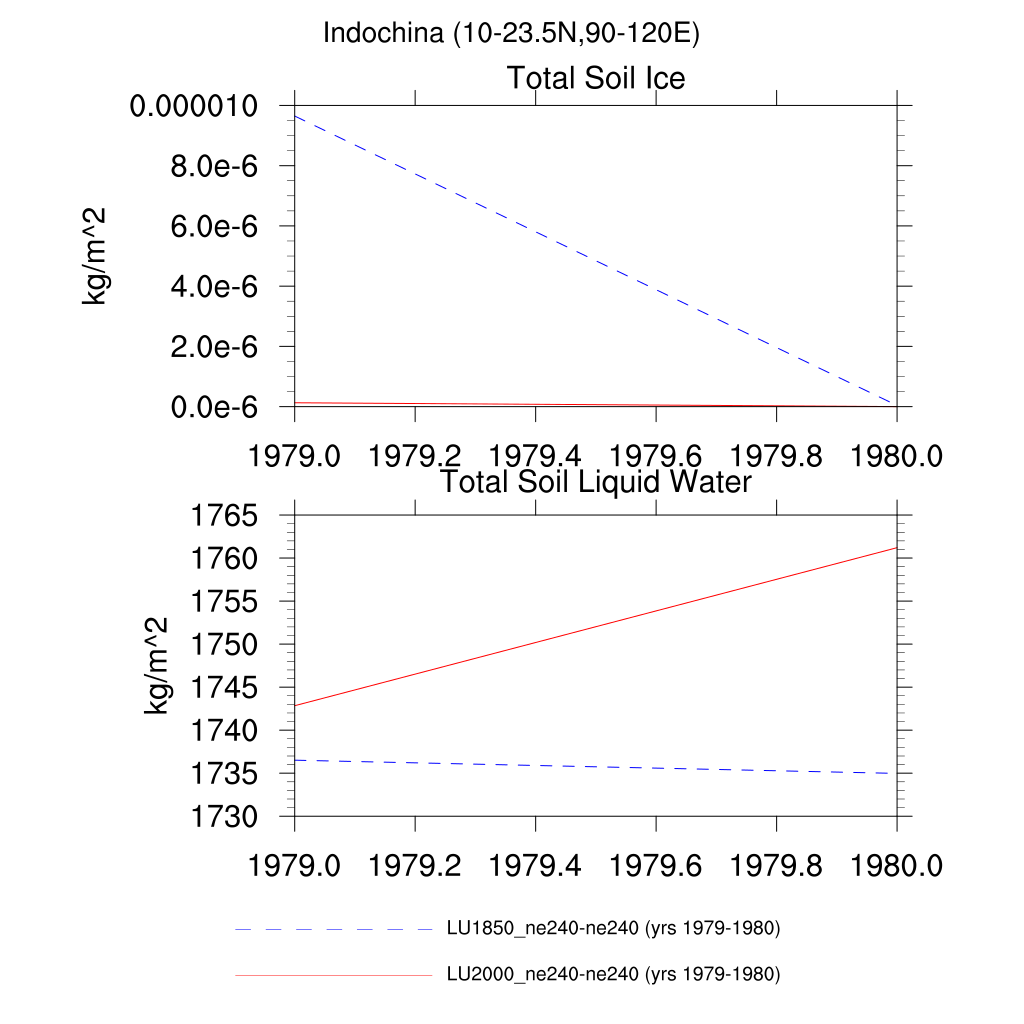 Indochina (10-23.5N,90-120E)
Total Soil Ice
0.000010
8.0e-6
6.0e-6
4.0e-6
2.0e-6
0.0e-6
kg/m^2
1979.0 1979.2 1979.4 1979.6 1979.8 1980.0
Total Soil Liquid Water
1765
1760
1755
1750
1745
1740
1735
1730
kg/m^2
1979.0 1979.2 1979.4 1979.6 1979.8 1980.0
LU1850_ne240-ne240 (yrs 1979-1980)
LU2000_ne240-ne240 (yrs 1979-1980)